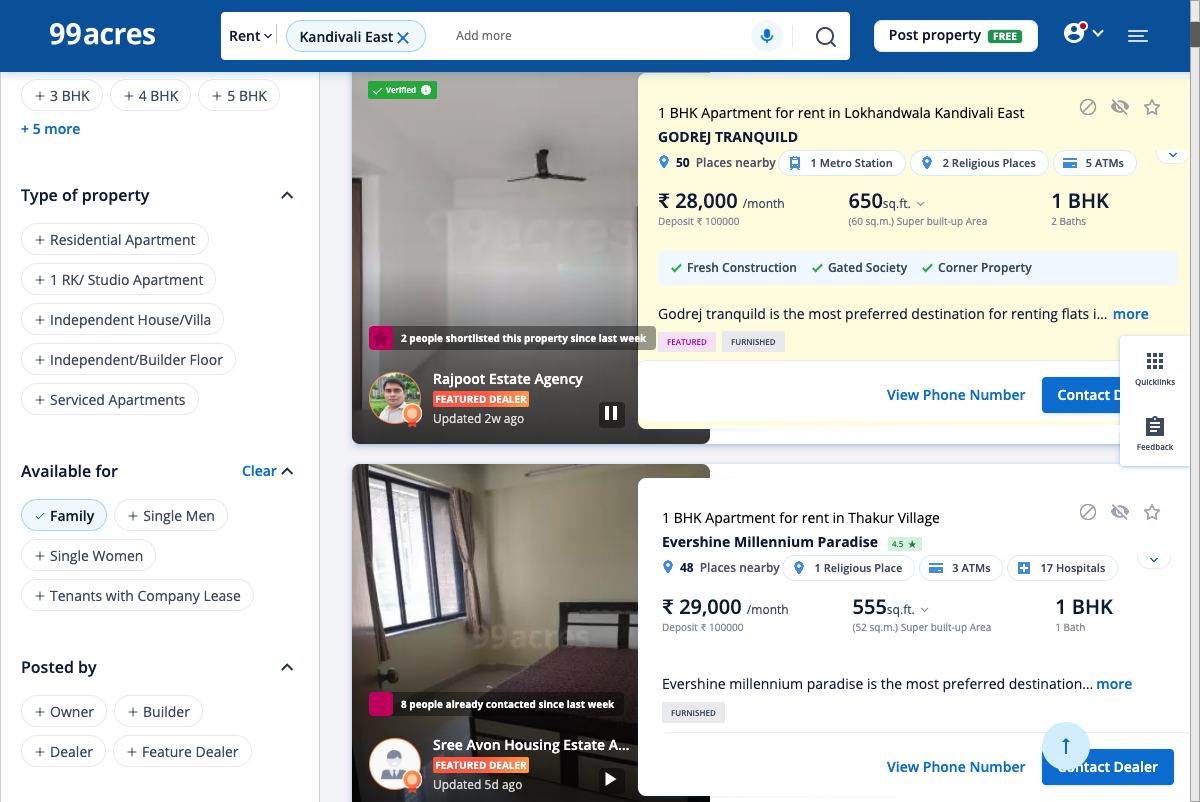 99acres
Rent
Kandivali East
Add more
Post property FREE
+ 3 BHK
+ 4 BHK
+ 5 BHK
+ 5 more
Type of property
+ Residential Apartment
+ 1 RK/ Studio Apartment
+ Independent House/Villa
+ Independent/Builder Floor
+ Serviced Apartments
Available for
Clear
Family
+ Single Men
+ Single Women
+ Tenants with Company Lease
Posted by
+ Owner
+ Builder
+ Dealer
+ Feature Dealer
Verified
99acres
2 people shortlisted this property since last week
Rajpoot Estate Agency
FEATURED DEALER
Updated 2w ago
1 BHK Apartment for rent in Lokhandwala Kandivali East
GODREJ TRANQUILD
50 Places nearby
1 Metro Station
2 Religious Places
5 ATMs
₹ 28,000 /month
Deposit ₹ 100000
650sq.ft.
(60 sq.m.) Super built-up Area
1 BHK
2 Baths
Fresh Construction
Gated Society
Corner Property
Godrej tranquild is the most preferred destination for renting flats i... more
FEATURED
FURNISHED
View Phone Number
Contact D
Quicklinks
Feedback
99acres
8 people already contacted since last week
Sree Avon Housing Estate A...
FEATURED DEALER
Updated 5d ago
1 BHK Apartment for rent in Thakur Village
Evershine Millennium Paradise 4.5 ★
48 Places nearby
1 Religious Place
3 ATMs
17 Hospitals
₹ 29,000 /month
Deposit ₹ 100000
555sq.ft.
(52 sq.m.) Super built-up Area
1 BHK
1 Bath
Evershine millennium paradise is the most preferred destination... more
FURNISHED
View Phone Number
Contact Dealer